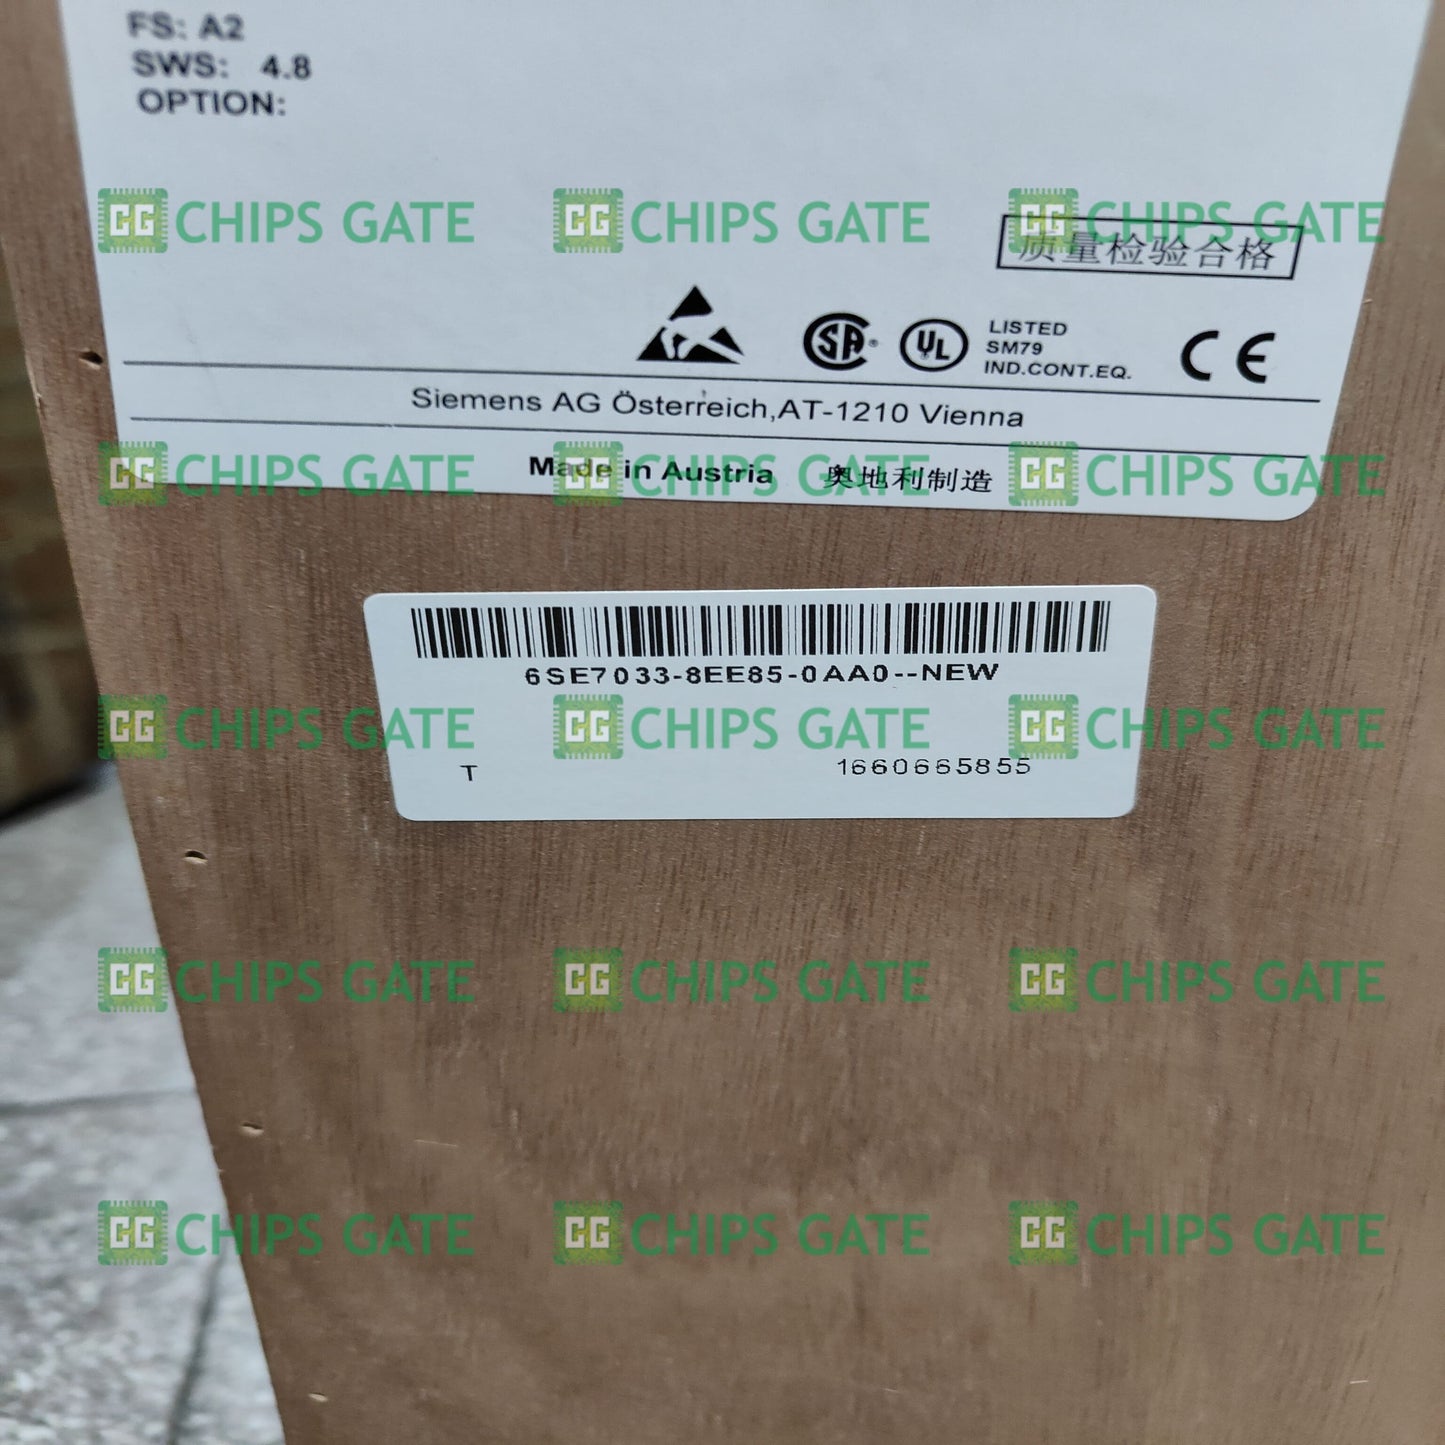 FS: A2
SWS: 4.8
OPTION:
CG CHIPS GATE CG CHIPS GATE CG CHIPS GATE
质量检验合格
SA UL LISTED
SM79
IND.CONT.EQ.
CE
Siemens AG Österreich,AT-1210 Vienna
Made in Austria 奥地利制造
CG CHIPS GATE CG CHIPS GATE CG CHIPS GATE
6SE7033-8EE85-0AA0--NEW
CG CHIPS GATE CG CHIPS GATE CG CHIPS GATE
T 1660665855
CG CHIPS GATE CG CHIPS GATE CG CHIPS GATE
CG CHIPS GATE CG CHIPS GATE CG CHIPS GATE